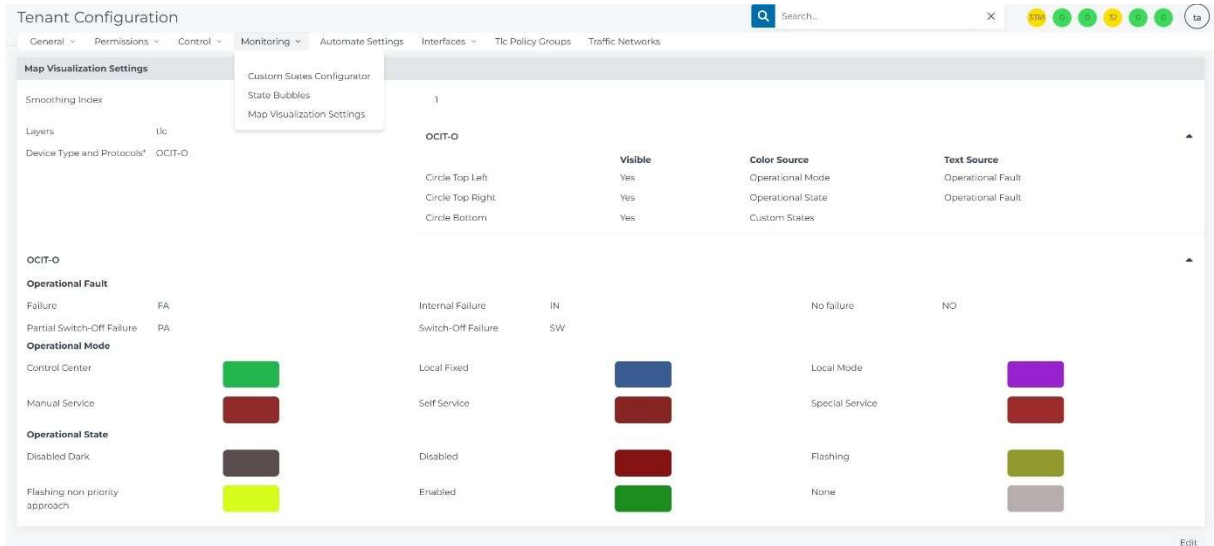 Tenant Configuration
Search...
3318 0 0 32 0 0 ta
General Permissions Control Monitoring Automate Settings Interfaces Tlc Policy Groups Traffic Networks
Map Visualization Settings
Custom States Configurator
State Bubbles
Map Visualization Settings
Smoothing Index 1
Layers tlc
OCIT-O
Device Type and Protocols* OCIT-O
Visible Color Source Text Source
Circle Top Left Yes Operational Mode Operational Fault
Circle Top Right Yes Operational State Operational Fault
Circle Bottom Yes Custom States
OCIT-O
Operational Fault
Failure FA Internal Failure IN No failure NO
Partial Switch-Off Failure PA Switch-Off Failure SW
Operational Mode
Control Center Local Fixed Local Mode
Manual Service Self Service Special Service
Operational State
Disabled Dark Disabled Flashing
Flashing non priority
approach
Enabled None
Edit